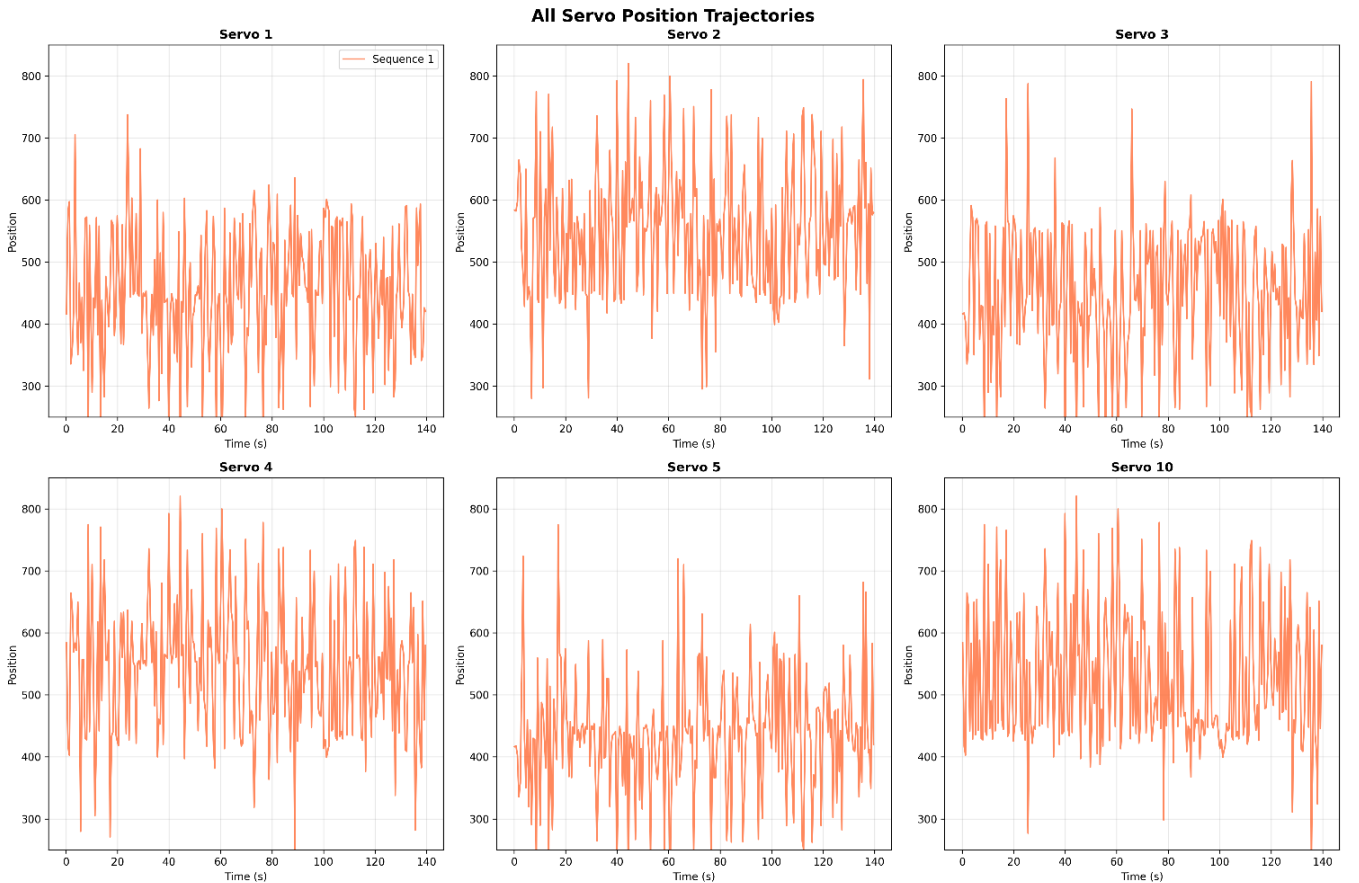 All Servo Position Trajectories
Servo 1
Servo 2
Servo 3
Sequence 1
Position
800
700
600
500
400
300
0 20 40 60 80 100 120 140
Time (s)
Position
800
700
600
500
400
300
0 20 40 60 80 100 120 140
Time (s)
Position
800
700
600
500
400
300
0 20 40 60 80 100 120 140
Time (s)
Servo 4
Servo 5
Servo 10
Position
800
700
600
500
400
300
0 20 40 60 80 100 120 140
Time (s)
Position
800
700
600
500
400
300
0 20 40 60 80 100 120 140
Time (s)
Position
800
700
600
500
400
300
0 20 40 60 80 100 120 140
Time (s)